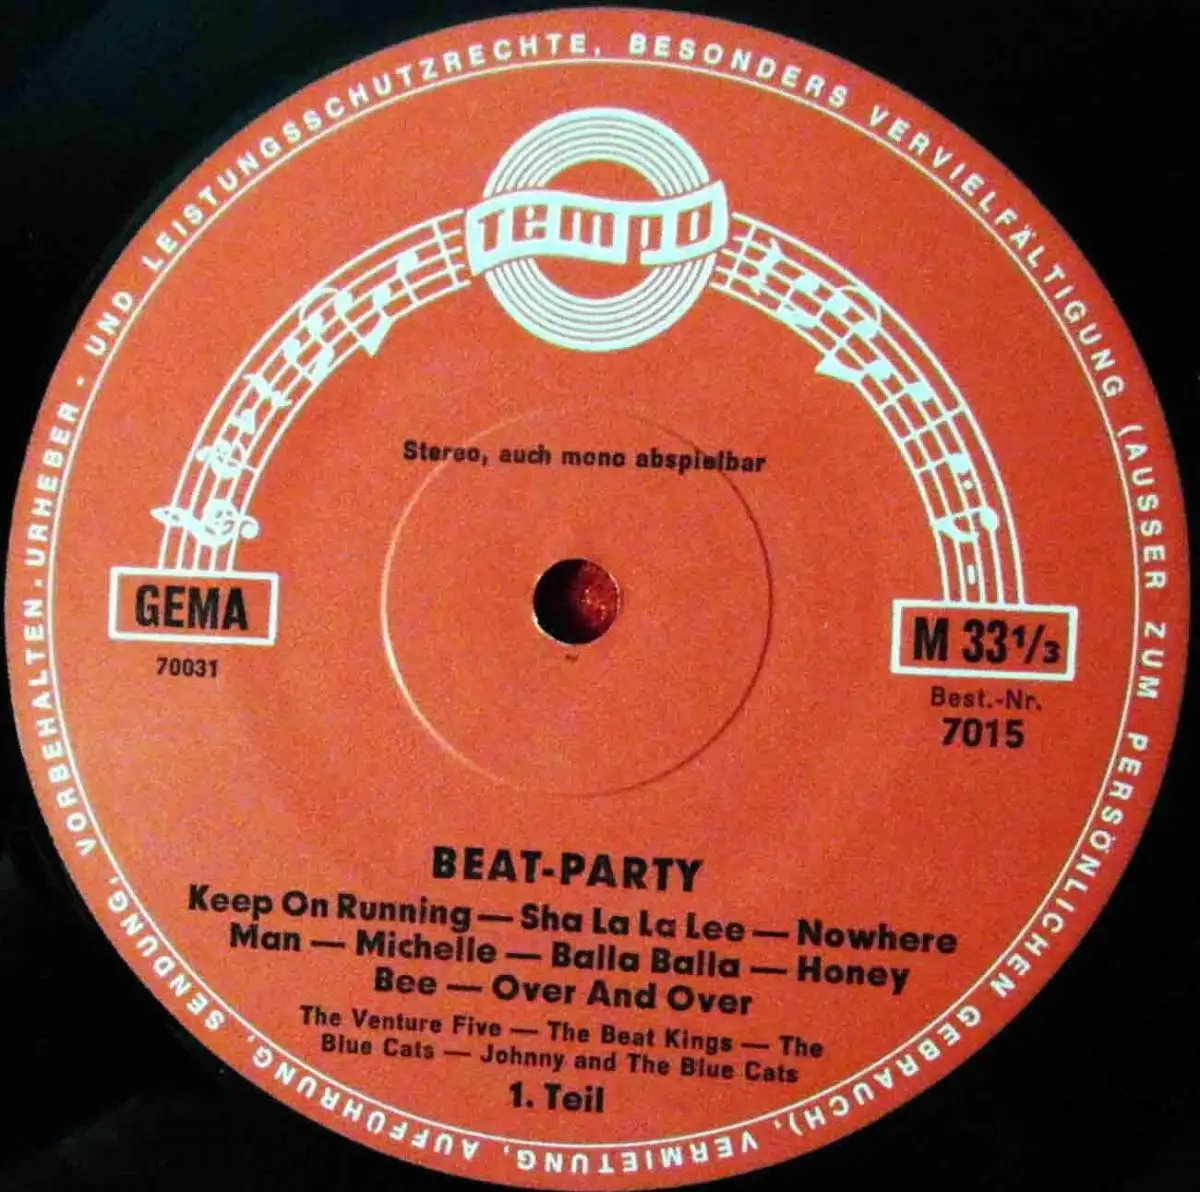 URHEBER- UND LEISTUNGSSCHUTZRECHTE, BESONDERS VERVIELFÄLTIGUNG (AUSSER ZUM PERSÖNLICHEN GEBRAUCH), VERMIETUNG, AUFFÜHRUNG, SENDUNG, VORBEHALTEN.
Tempo
Stereo, auch mono abspielbar
GEMA
70031
M 33 1/3
Best.-Nr.
7015
BEAT-PARTY
Keep On Running — Sha La La Lee — Nowhere
Man — Michelle — Balla Balla — Honey
Bee — Over And Over
The Venture Five — The Beat Kings — The
Blue Cats — Johnny and The Blue Cats
1. Teil